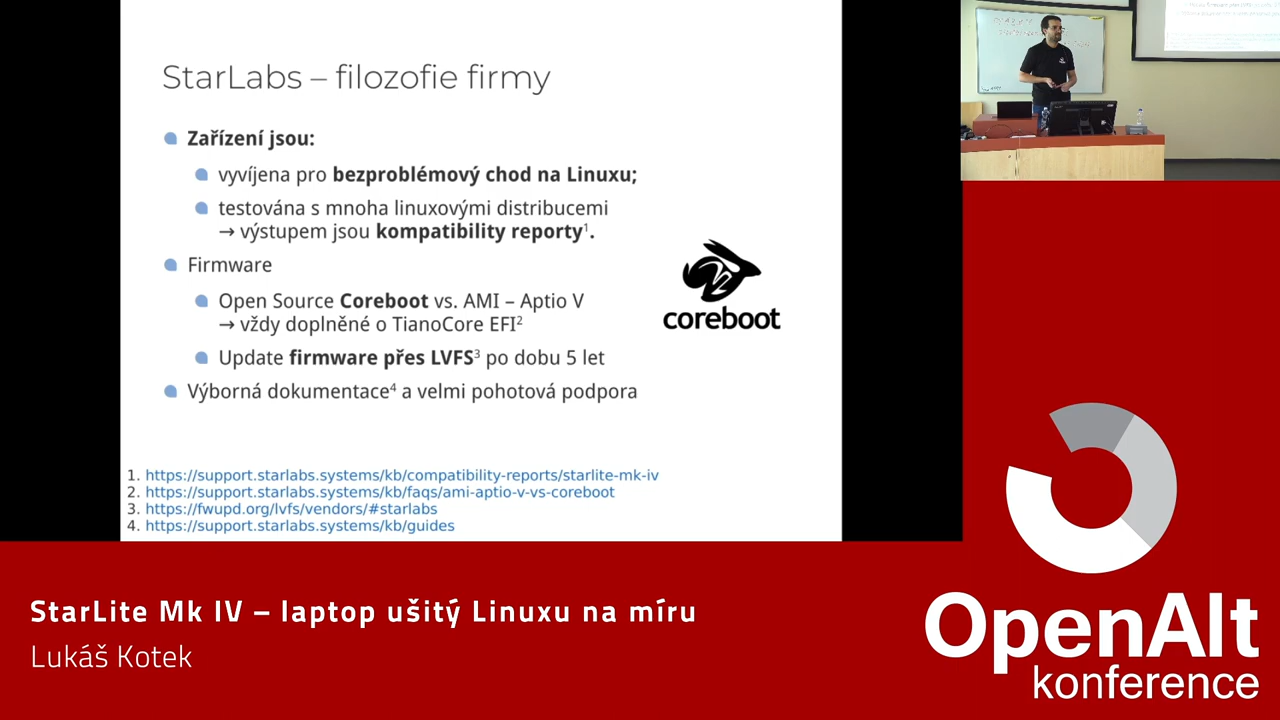 StarLabs – filozofie firmy
Zařízení jsou:
vyvíjena pro bezproblémový chod na Linuxu;
testována s mnoha linuxovými distribucemi
→ výstupem jsou kompatibility reporty¹.
Firmware
Open Source Coreboot vs. AMI – Aptio V
→ vždy doplněné o TianoCore EFI²
Update firmware přes LVFS³ po dobu 5 let
Výborná dokumentace⁴ a velmi pohotová podpora
coreboot
1. https://support.starlabs.systems/kb/compatibility-reports/starlite-mk-iv
2. https://support.starlabs.systems/kb/faqs/ami-aptio-v-vs-coreboot
3. https://fwupd.org/lvfs/vendors/#starlabs
4. https://support.starlabs.systems/kb/guides
StarLite Mk IV – laptop ušitý Linuxu na míru
Lukáš Kotek
OpenAlt
konference